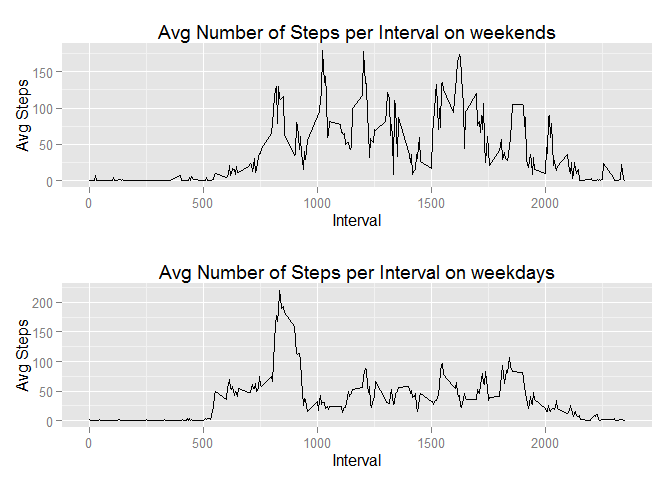 Avg Number of Steps per Interval on weekends
Avg Steps
150
100
50
0
0 500 1000 1500 2000
Interval
Avg Number of Steps per Interval on weekdays
Avg Steps
200
150
100
50
0
0 500 1000 1500 2000
Interval